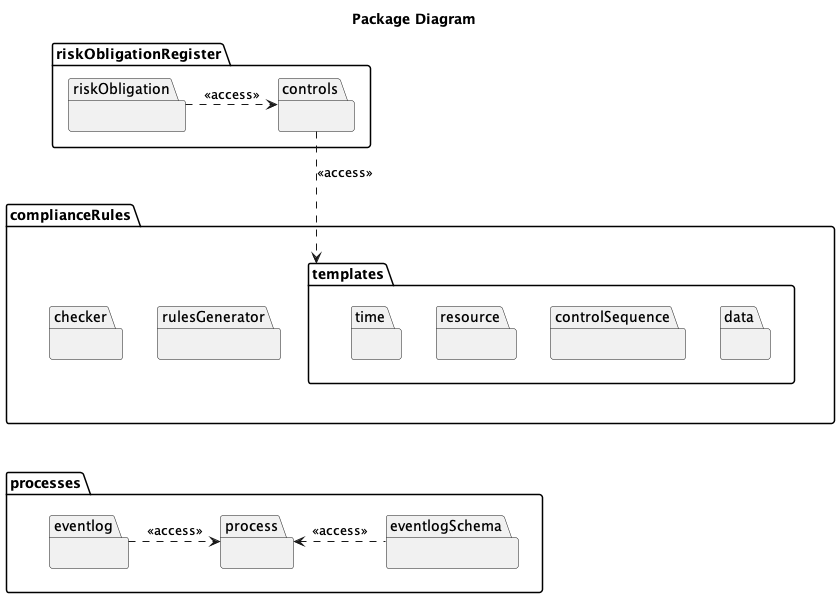 Package Diagram
riskObligationRegister
riskObligation
«access»
controls
«access»
complianceRules
templates
checker
rulesGenerator
time
resource
controlSequence
data
processes
eventlog
«access»
process
«access»
eventlogSchema